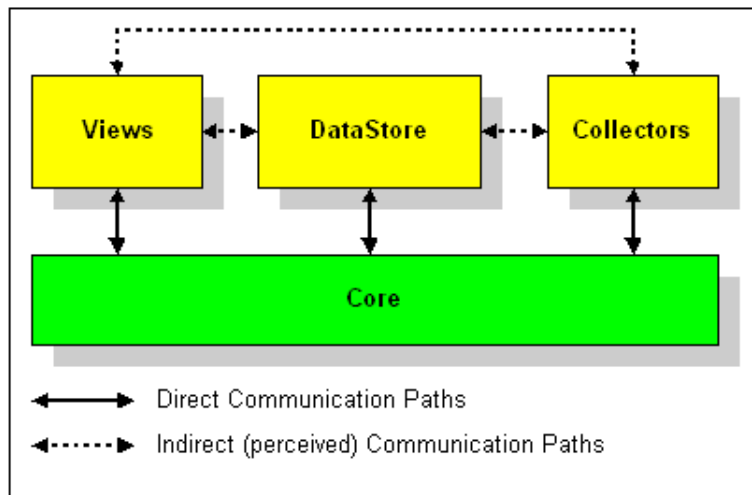 Views
DataStore
Collectors
Core
Direct Communication Paths
Indirect (perceived) Communication Paths